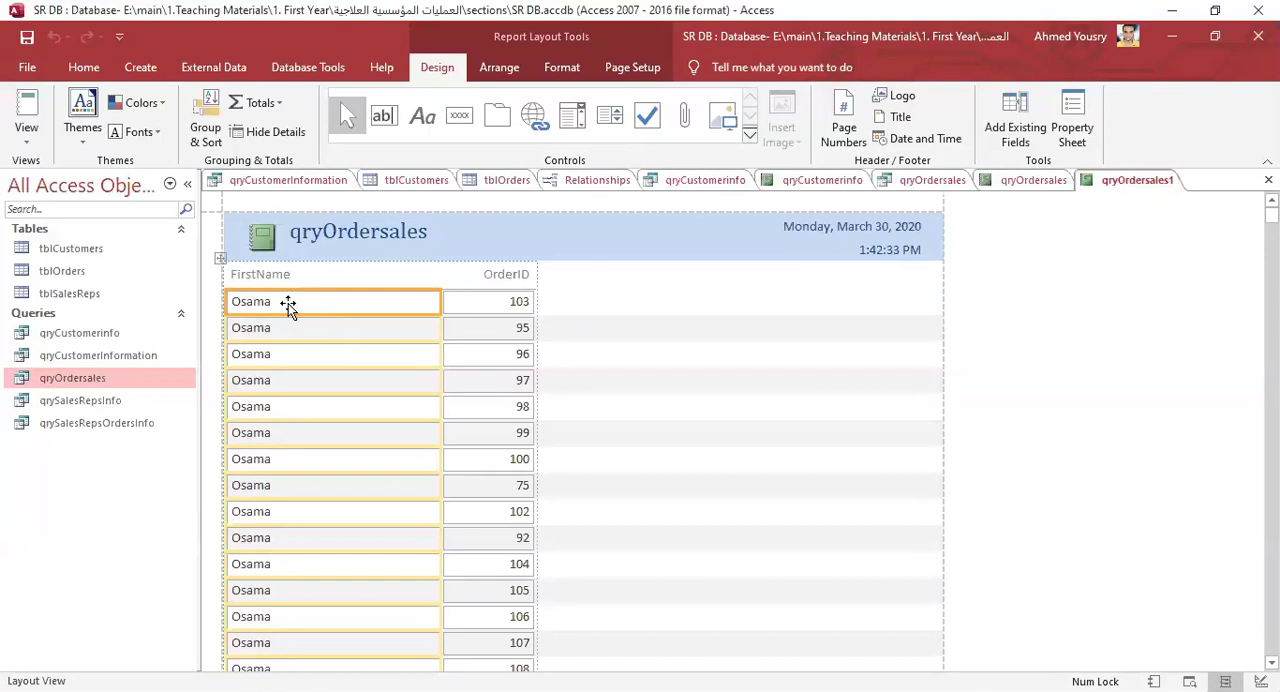 SR DB : Database- E:\main\1.Teaching Materials\1. First Year\العمليات المؤسسية العلاجية\sections\SR DB.accdb (Access 2007 - 2016 file format) - Access
Report Layout Tools
SR DB : Database- E:\main\1.Teaching Materials\1. First Year\العمـ...
Ahmed Yousry
File Home Create External Data Database Tools Help Design Arrange Format Page Setup Tell me what you want to do
View
Views
Themes
Colors
Fonts
Themes
Group & Sort
Totals
Hide Details
Grouping & Totals
ab|
Aa
xxxx
Controls
Insert Image
Page Numbers
Logo
Title
Date and Time
Header / Footer
Add Existing Fields
Property Sheet
Tools
All Access Obje...
Search...
Tables
tblCustomers
tblOrders
tblSalesReps
Queries
qryCustomerinfo
qryCustomerInformation
qryOrdersales
qrySalesRepsInfo
qrySalesRepsOrdersInfo
qryCustomerInformation tblCustomers tblOrders Relationships qryCustomerinfo qryCustomerinfo qryOrdersales qryOrdersales qryOrdersales1
qryOrdersales
Monday, March 30, 2020
1:42:33 PM
FirstName OrderID
Osama 103
Osama 95
Osama 96
Osama 97
Osama 98
Osama 99
Osama 100
Osama 75
Osama 102
Osama 92
Osama 104
Osama 105
Osama 106
Osama 107
Osama 108
Layout View
Num Lock